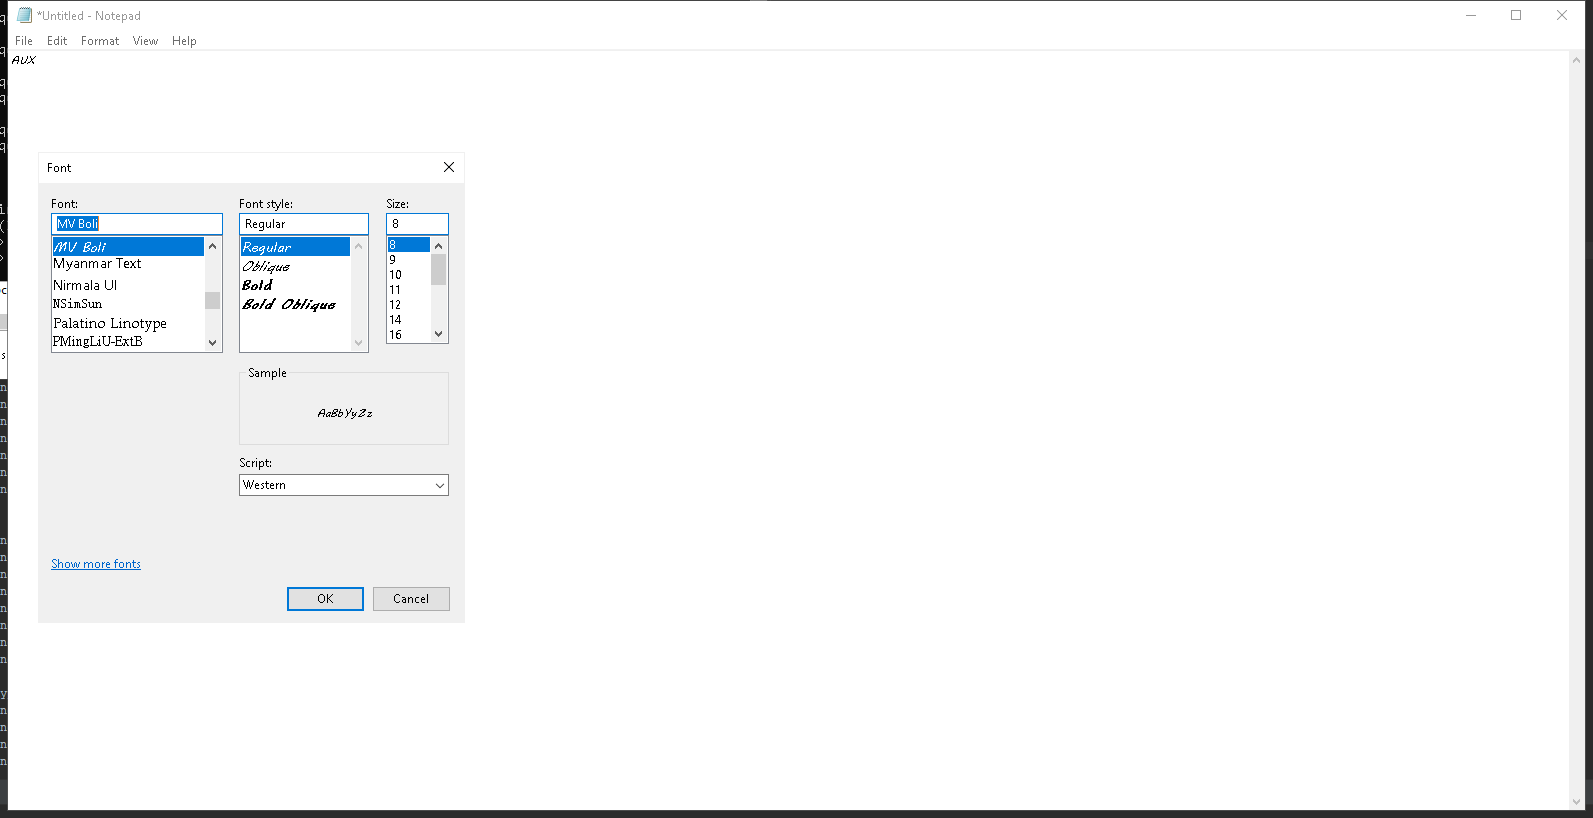 *Untitled - Notepad
File Edit Format View Help
AUX
Font
Font: Font style: Size:
MV Boli Regular 8
MV Boli
Myanmar Text
Nirmala UI
NSimSun
Palatino Linotype
PMingLiU-ExtB
Regular
Oblique
Bold
Bold Oblique
8
9
10
11
12
14
16
Sample
AaBbYyZz
Script:
Western
Show more fonts
OK Cancel